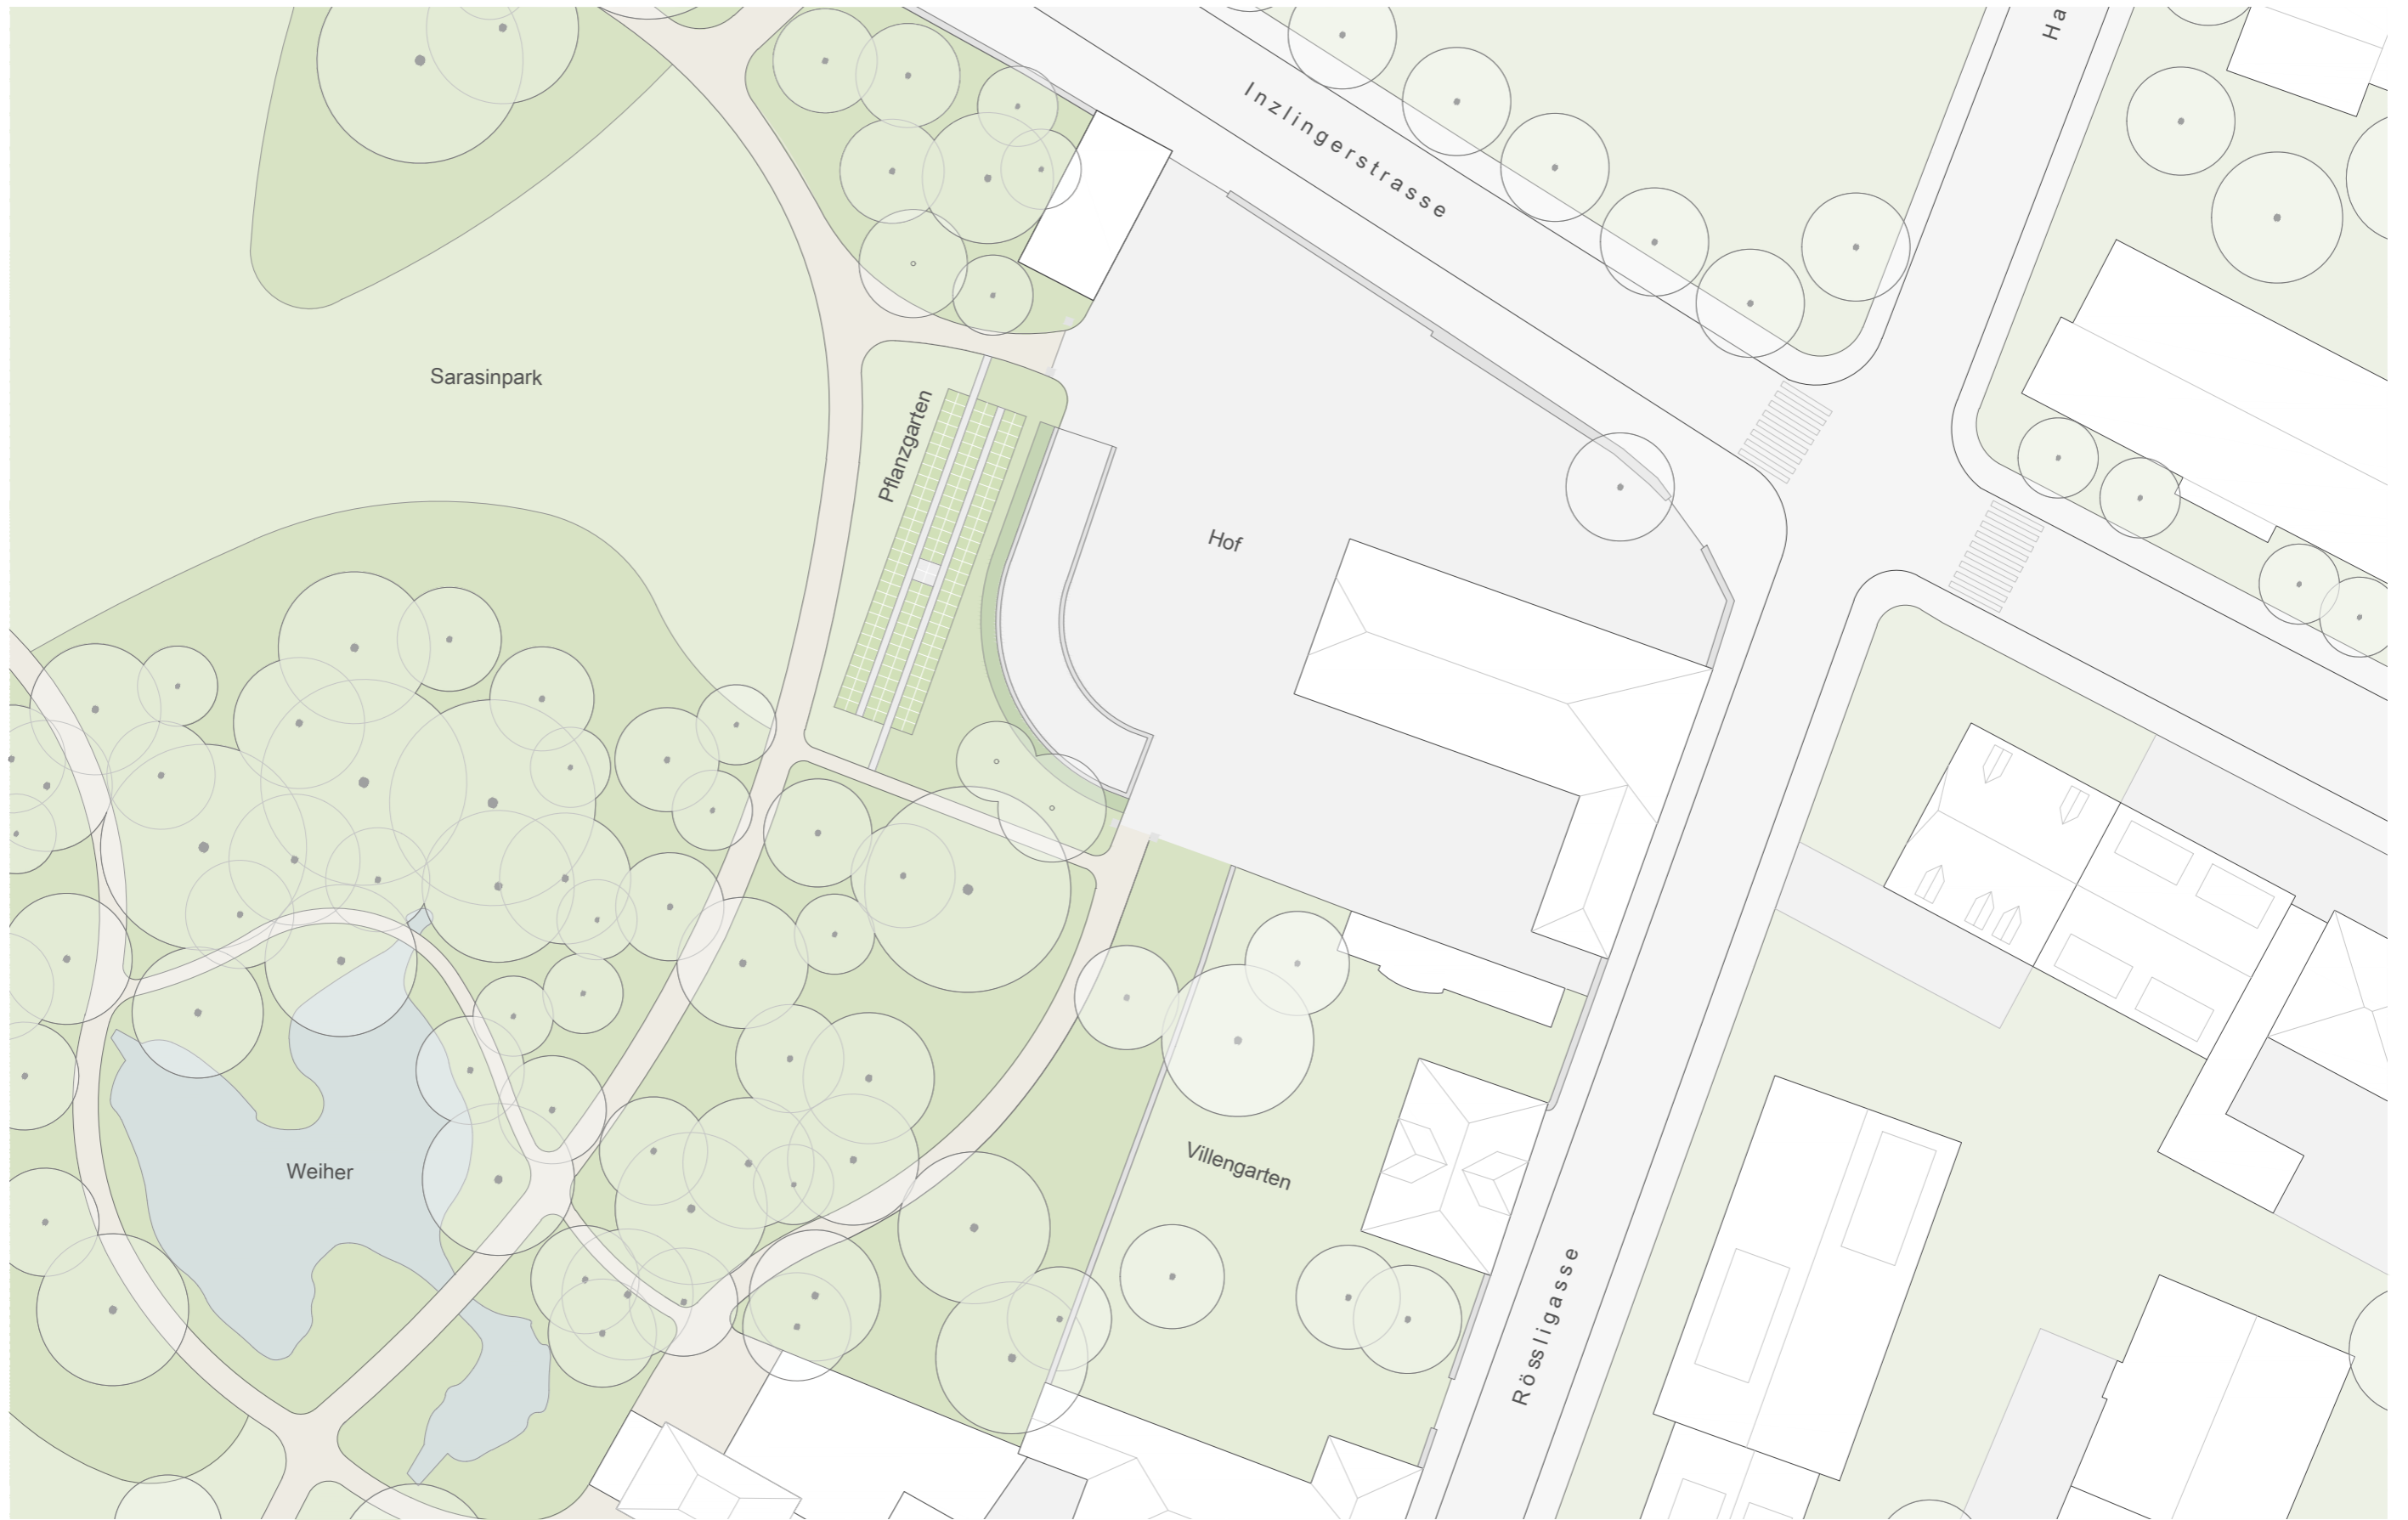 Ha
Inzlingerstrasse
Sarasinpark
Pflanzgarten
Hof
Weiher
Villengarten
Rössligasse